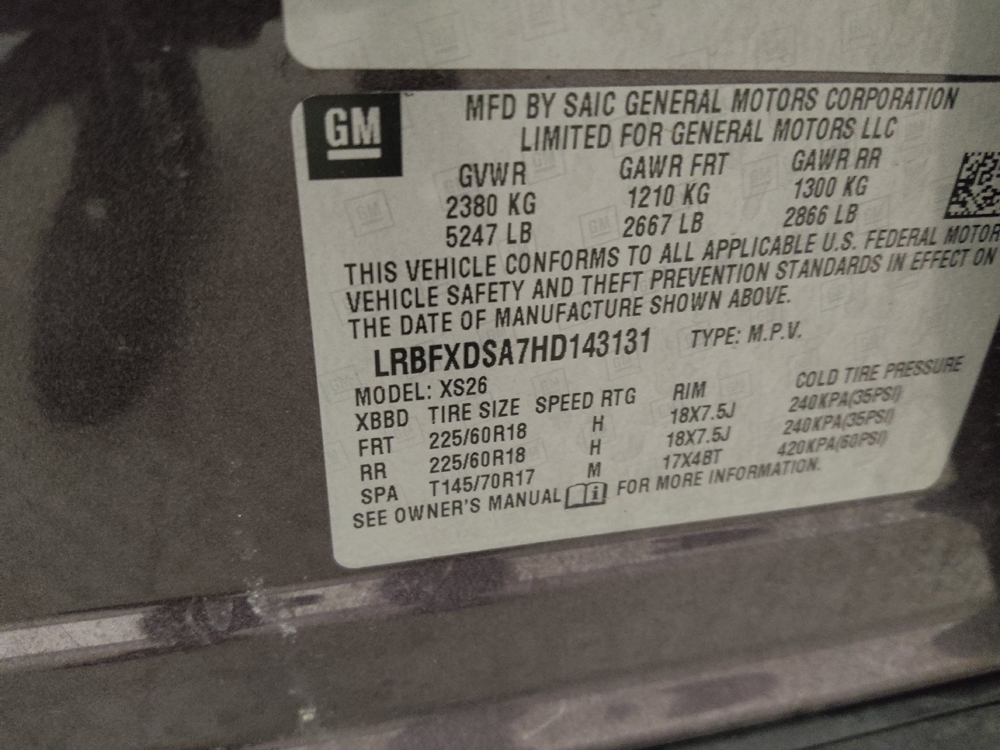 GM
MFD BY SAIC GENERAL MOTORS CORPORATION
LIMITED FOR GENERAL MOTORS LLC
GVWR GAWR FRT GAWR RR
2380 KG 1210 KG 1300 KG
5247 LB 2667 LB 2866 LB
THIS VEHICLE CONFORMS TO ALL APPLICABLE U.S. FEDERAL MOTOR
VEHICLE SAFETY AND THEFT PREVENTION STANDARDS IN EFFECT ON
THE DATE OF MANUFACTURE SHOWN ABOVE.
LRBFXDSA7HD143131 TYPE: M.P.V.
MODEL: XS26
XBBD TIRE SIZE SPEED RTG RIM COLD TIRE PRESSURE
FRT 225/60R18 H 18X7.5J 240KPA(35PSI)
RR 225/60R18 H 18X7.5J 240KPA(35PSI)
SPA T145/70R17 M 17X4BT 420KPA(60PSI)
SEE OWNER'S MANUAL FOR MORE INFORMATION.